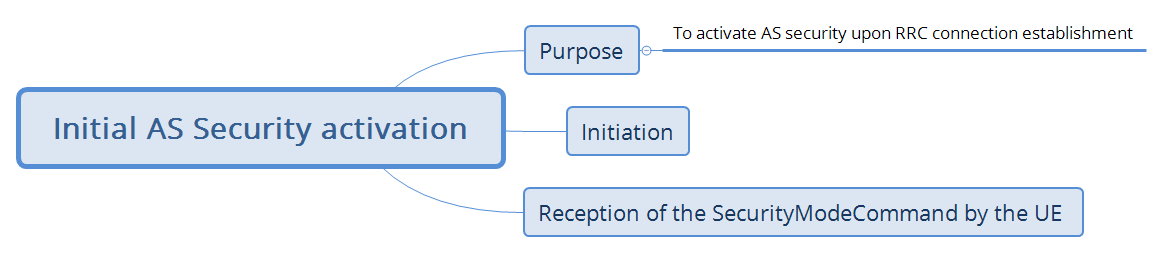 To activate AS security upon RRC connection establishment
Purpose
Initial AS Security activation
Initiation
Reception of the SecurityModeCommand by the UE